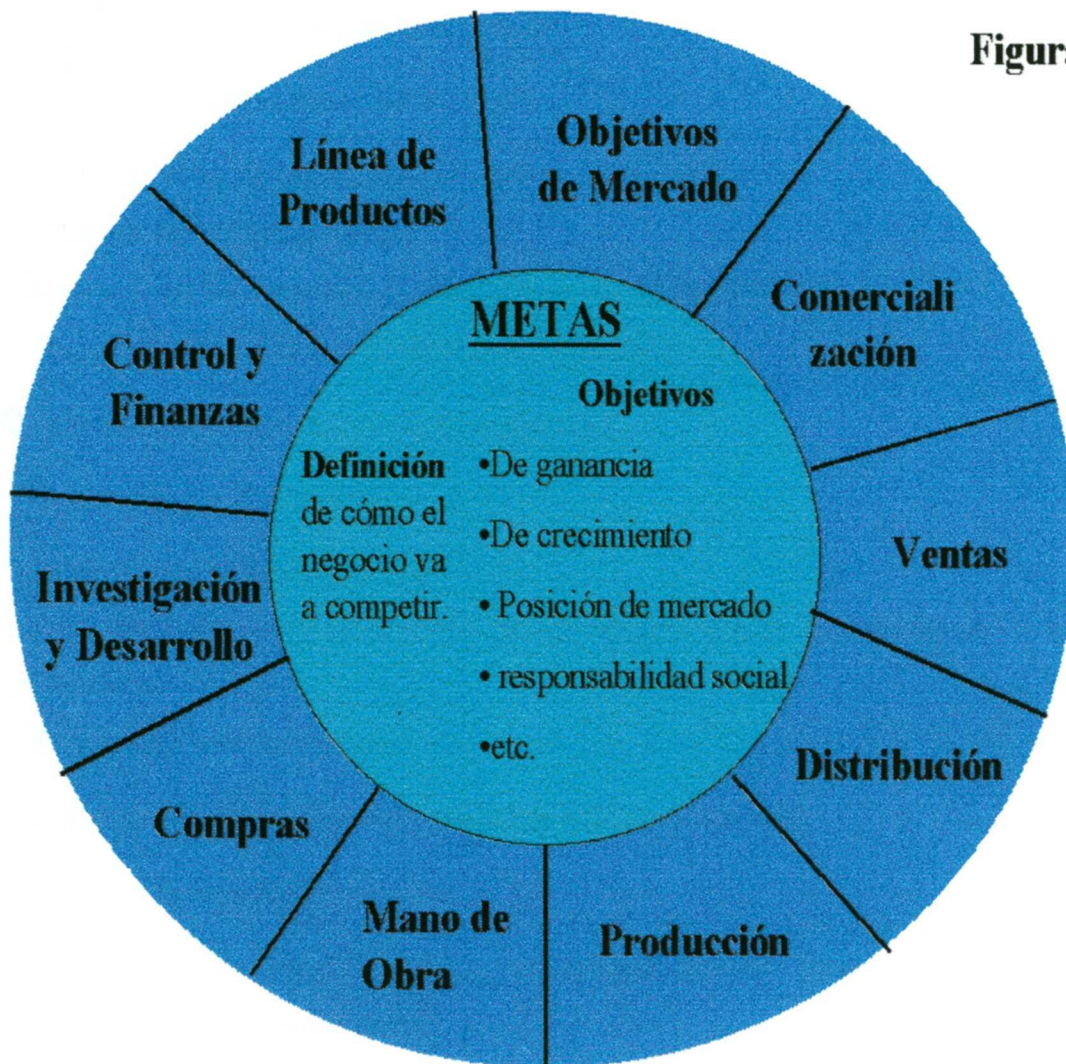 Figura
Línea de
Productos
Objetivos
de Mercado
Comerciali
zación
Ventas
Distribución
Producción
Mano de
Obra
Compras
Investigación
y Desarrollo
Control y
Finanzas
METAS
Definición
de cómo el
negocio va
a competir.
Objetivos
•De ganancia
•De crecimiento
• Posición de mercado
• responsabilidad social
•etc.